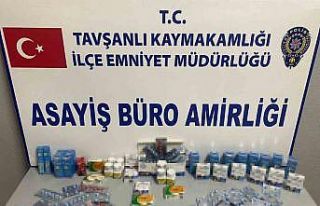 T.C.
TAVŞANLI KAYMAKAMLIĞI
İLÇE EMNİYET MÜDÜRLÜĞÜ
ASAYİŞ BÜRO AMİRLİĞİ